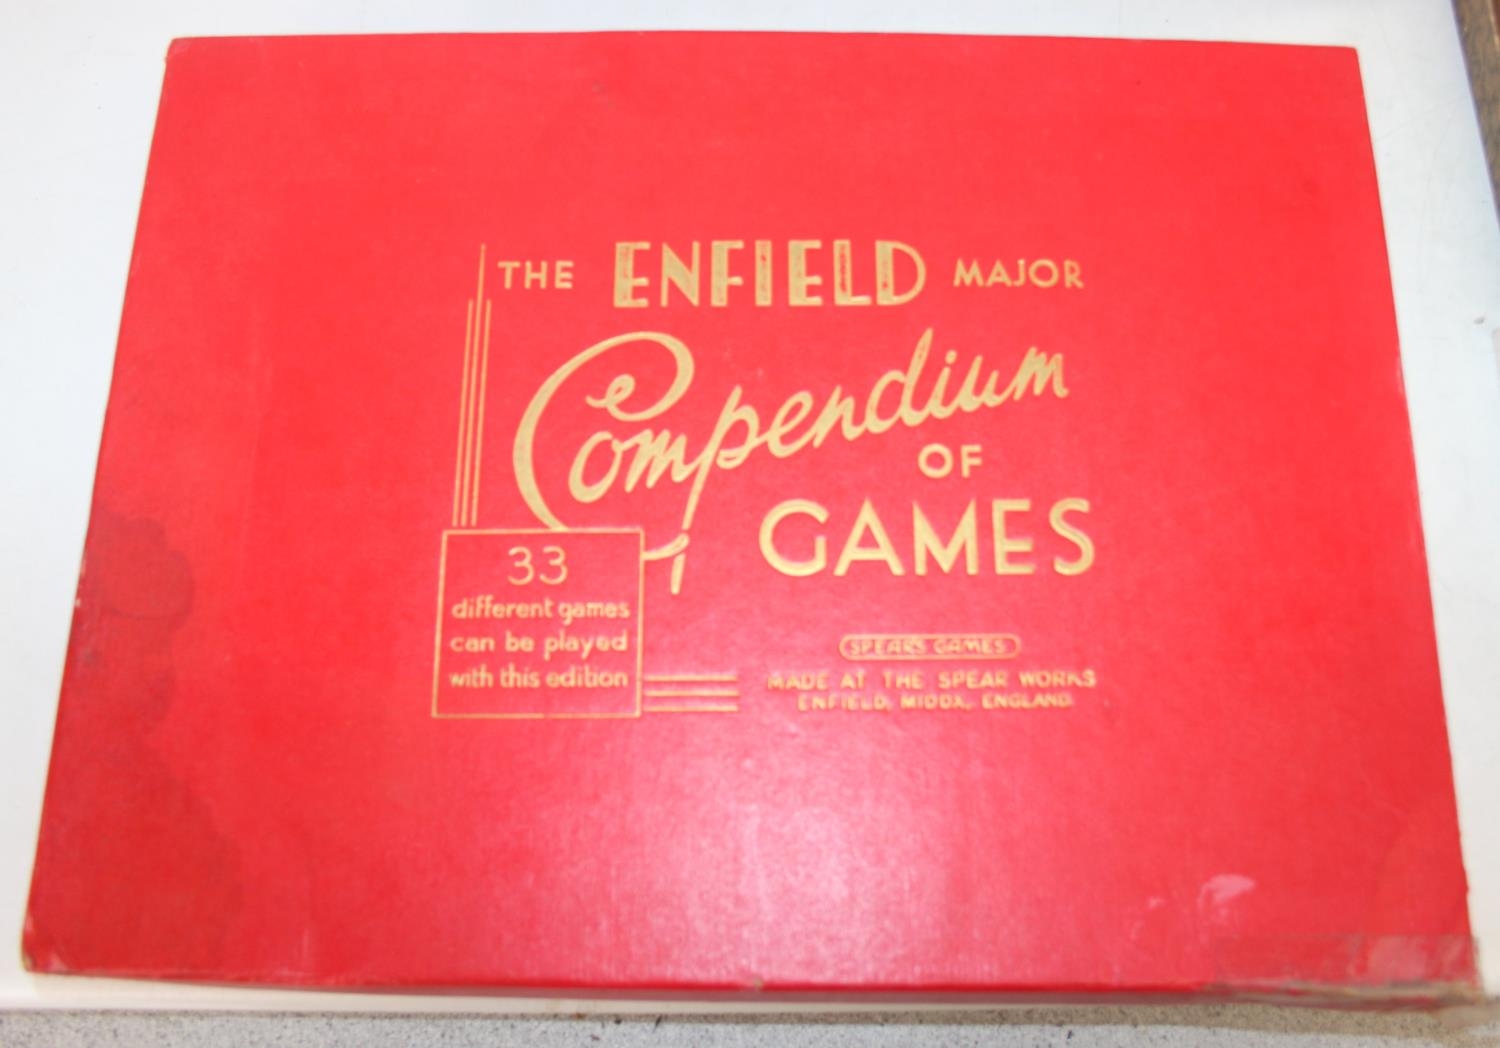 THE ENFIELD MAJOR
Compendium
OF
GAMES
33
different games
can be played
with this edition
SPEAR'S GAMES
MADE AT THE SPEAR WORKS
ENFIELD, MIDDX, ENGLAND.